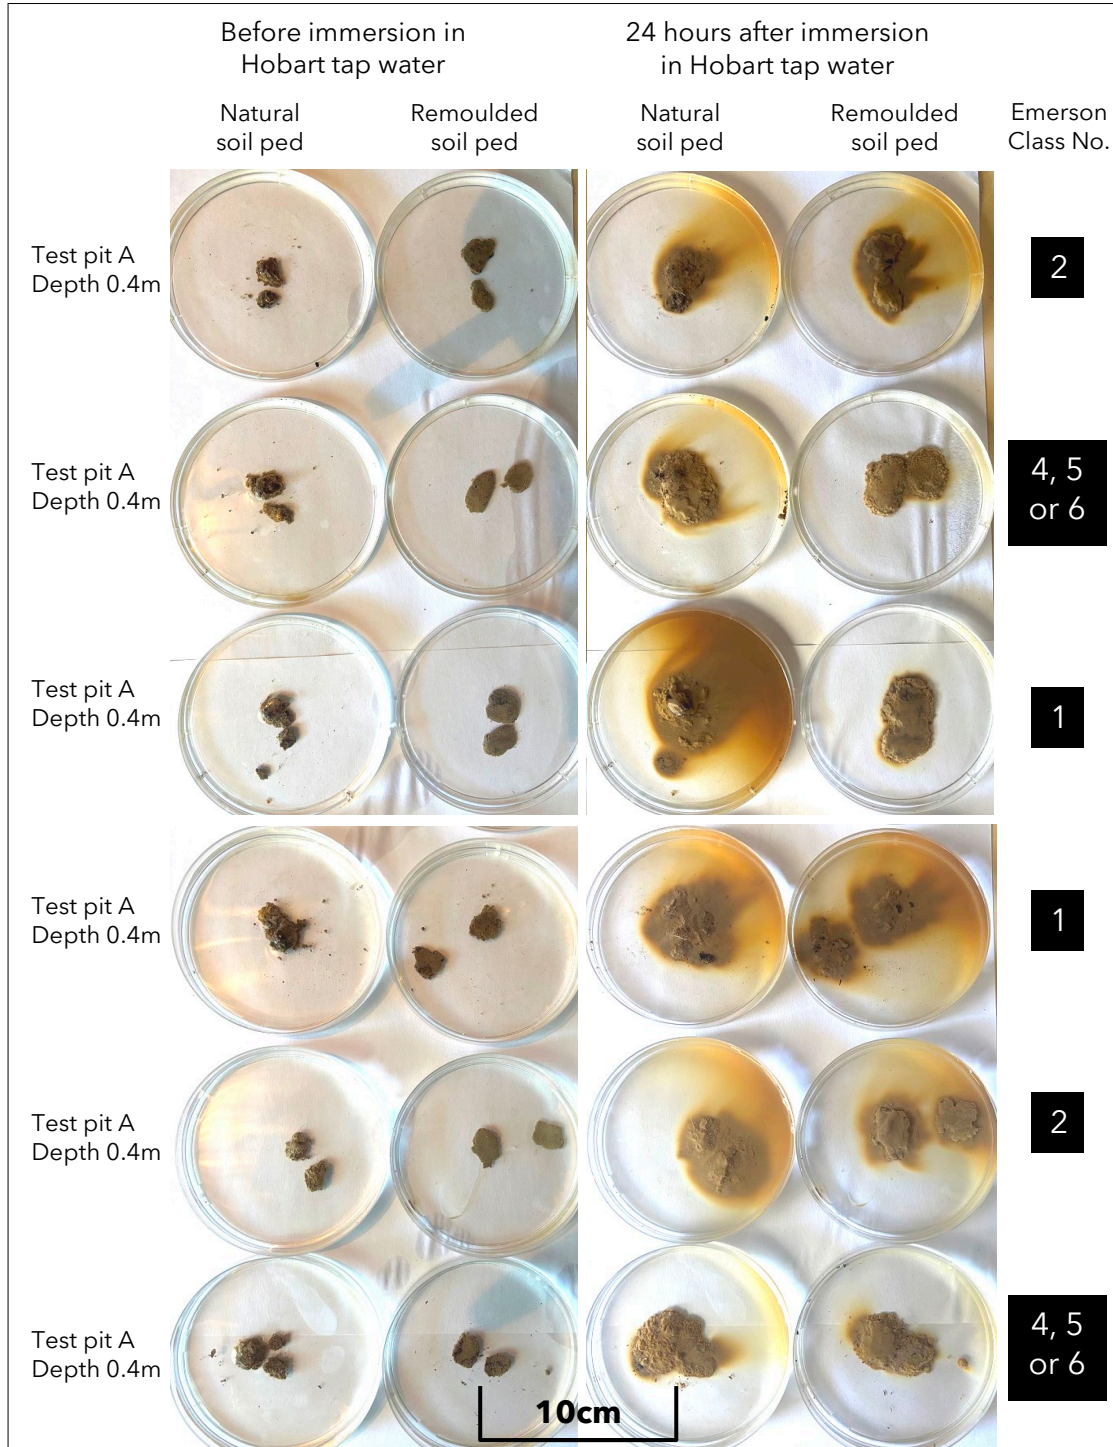 Before immersion in
Hobart tap water
24 hours after immersion
in Hobart tap water
Natural
soil ped
Remoulded
soil ped
Natural
soil ped
Remoulded
soil ped
Emerson
Class No.
Test pit A
Depth 0.4m
2
Test pit A
Depth 0.4m
4, 5
or 6
Test pit A
Depth 0.4m
1
Test pit A
Depth 0.4m
1
Test pit A
Depth 0.4m
2
Test pit A
Depth 0.4m
4, 5
or 6
10cm